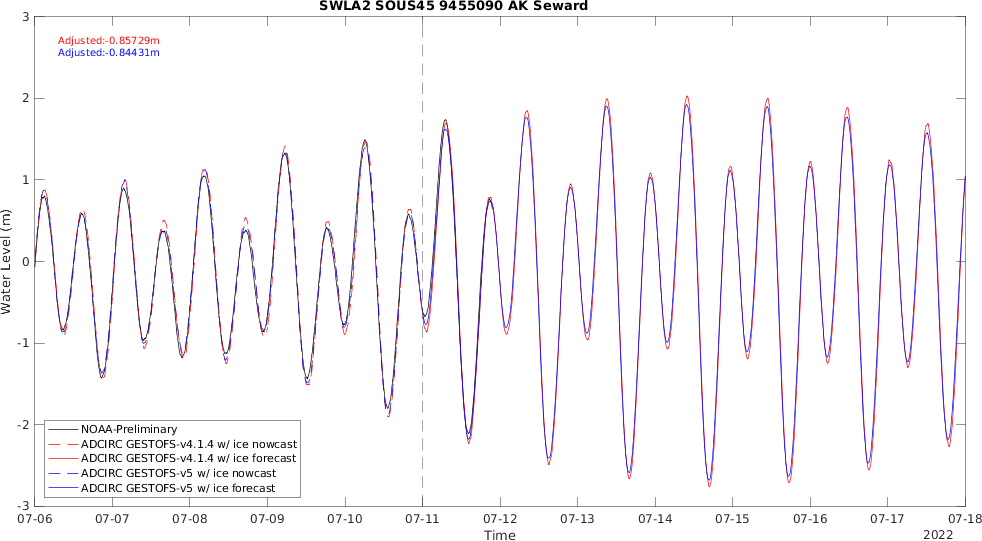 SWLA2 SOUS45 9455090 AK Seward
Adjusted:-0.85729m
Adjusted:-0.84431m
Water Level (m)
3
2
1
0
-1
-2
-3
NOAA-Preliminary
ADCIRC GESTOFS-v4.1.4 w/ ice nowcast
ADCIRC GESTOFS-v4.1.4 w/ ice forecast
ADCIRC GESTOFS-v5 w/ ice nowcast
ADCIRC GESTOFS-v5 w/ ice forecast
07-06 07-07 07-08 07-09 07-10 07-11 07-12 07-13 07-14 07-15 07-16 07-17 07-18
Time
2022